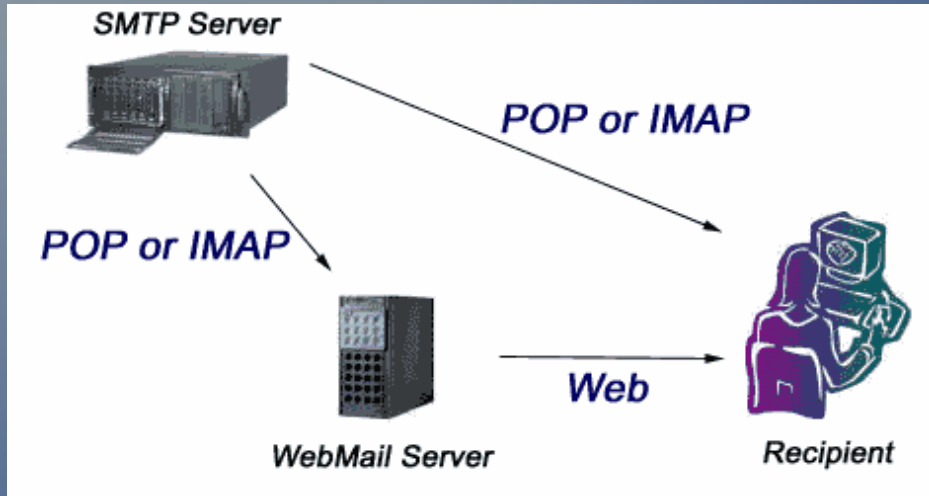 SMTP Server
POP or IMAP
POP or IMAP
Web
WebMail Server
Recipient